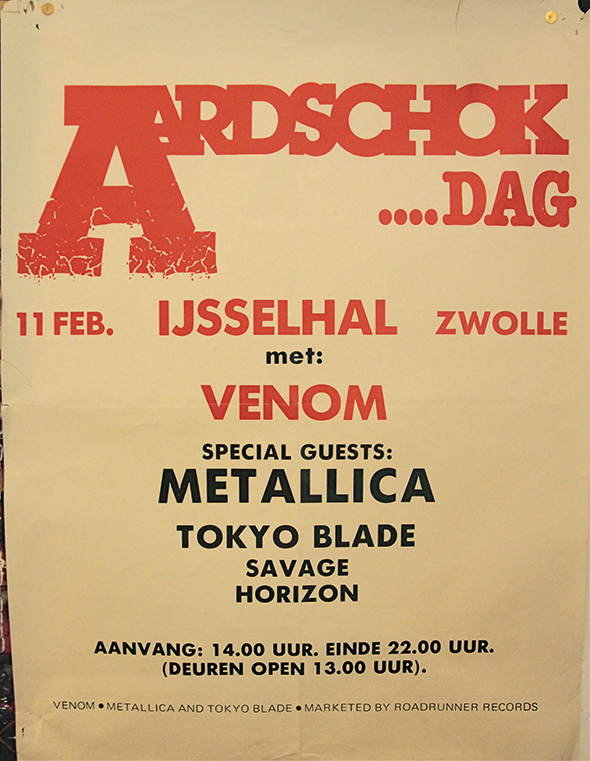 AARDSCHOK
....DAG
11 FEB. IJSSELHAL ZWOLLE
met:
VENOM
SPECIAL GUESTS:
METALLICA
TOKYO BLADE
SAVAGE
HORIZON
AANVANG: 14.00 UUR. EINDE 22.00 UUR.
(DEUREN OPEN 13.00 UUR).
VENOM ● METALLICA AND TOKYO BLADE ● MARKETED BY ROADRUNNER RECORDS